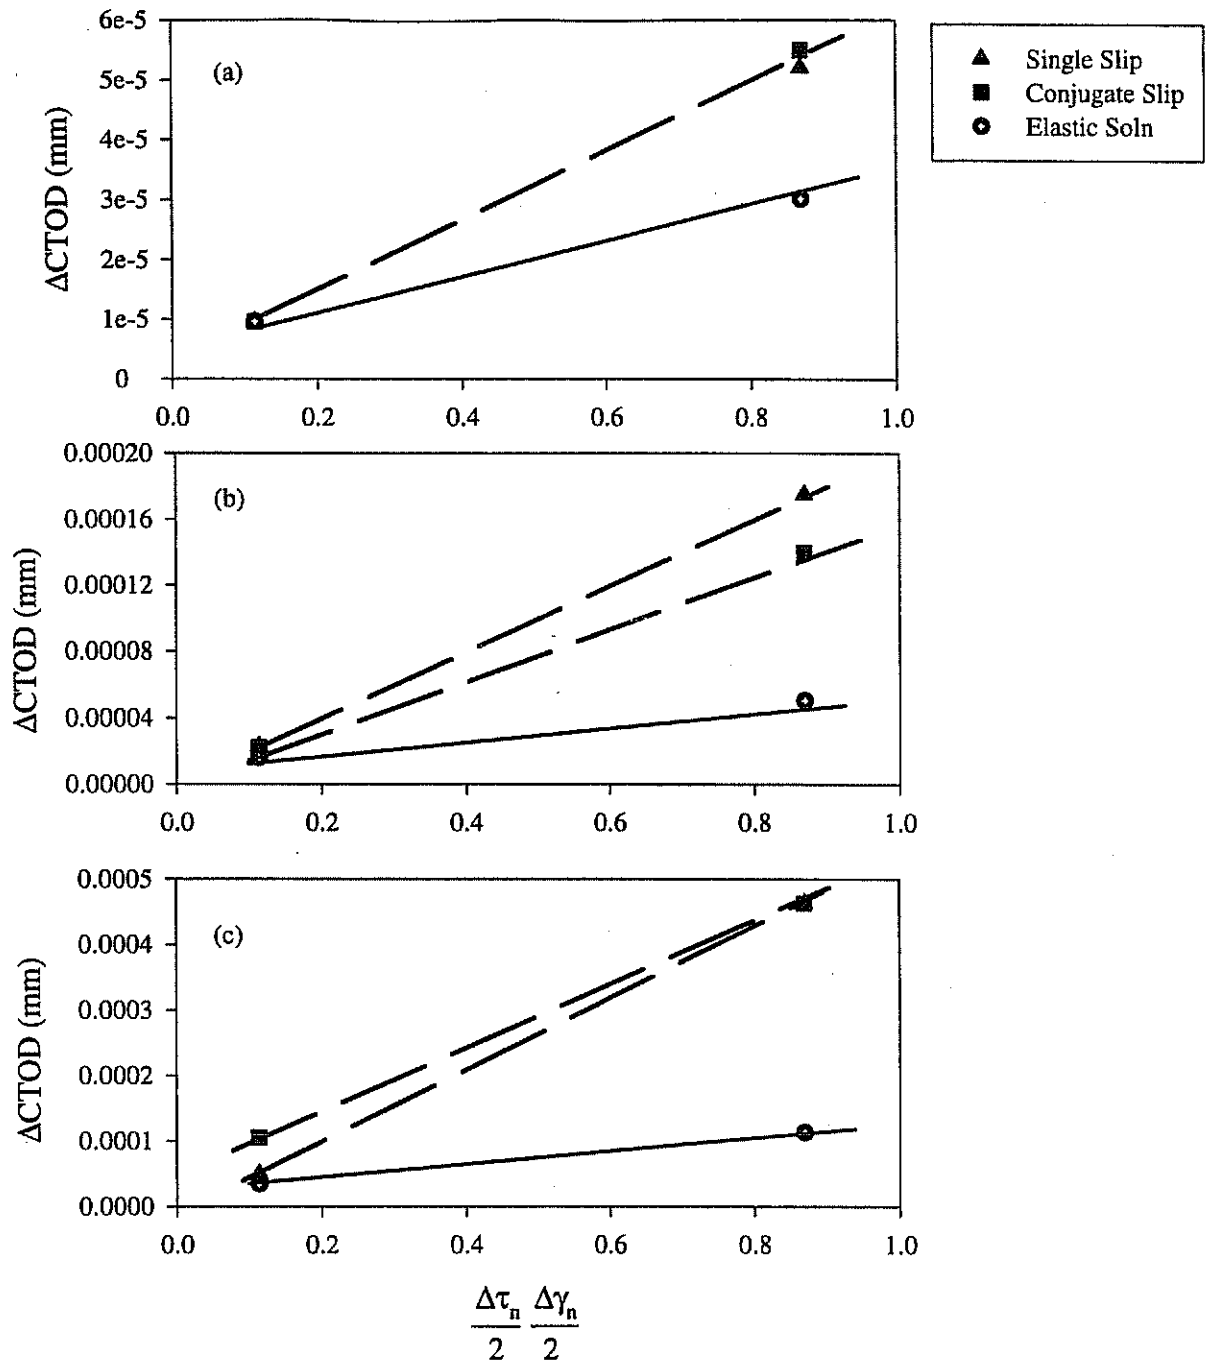 6e-5
5e-5
4e-5
3e-5
2e-5
1e-5
0
ΔCTOD (mm)
(a)
0.0 0.2 0.4 0.6 0.8 1.0
Single Slip
Conjugate Slip
Elastic Soln
0.00020
0.00016
0.00012
0.00008
0.00004
0.00000
ΔCTOD (mm)
(b)
0.0 0.2 0.4 0.6 0.8 1.0
0.0005
0.0004
0.0003
0.0002
0.0001
0.0000
ΔCTOD (mm)
(c)
0.0 0.2 0.4 0.6 0.8 1.0
Δτn Δγn
2 2